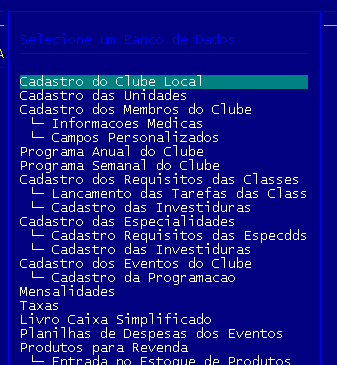 Selecione um Banco de Dados
A
Cadastro do Clube Local
Cadastro das Unidades
Cadastro dos Membros do Clube
└─ Informacoes Medicas
└─ Campos Personalizados
Programa Anual do Clube
Programa Semanal do Clube
Cadastro dos Requisitos das Classes
└─ Lancamento das Tarefas das Class
└─ Cadastro das Investiduras
Cadastro das Especialidades
└─ Cadastro Requisitos das Especdds
└─ Cadastro das Investiduras
Cadastro dos Eventos do Clube
└─ Cadastro da Programacao
Mensalidades
Taxas
Livro Caixa Simplificado
Planilhas de Despesas dos Eventos
Produtos para Revenda
└─ Entrada no Estoque de Produtos